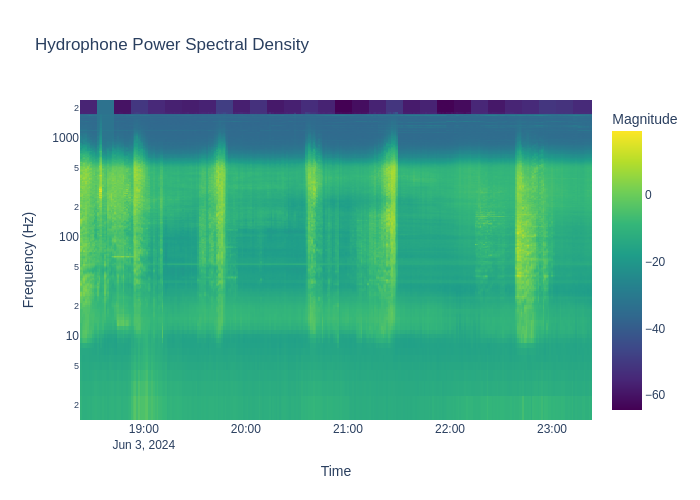 Hydrophone Power Spectral Density
Magnitude
2
1000
5
2
100
5
2
10
5
2
Frequency (Hz)
0
−20
−40
−60
19:00 20:00 21:00 22:00 23:00
Jun 3, 2024
Time